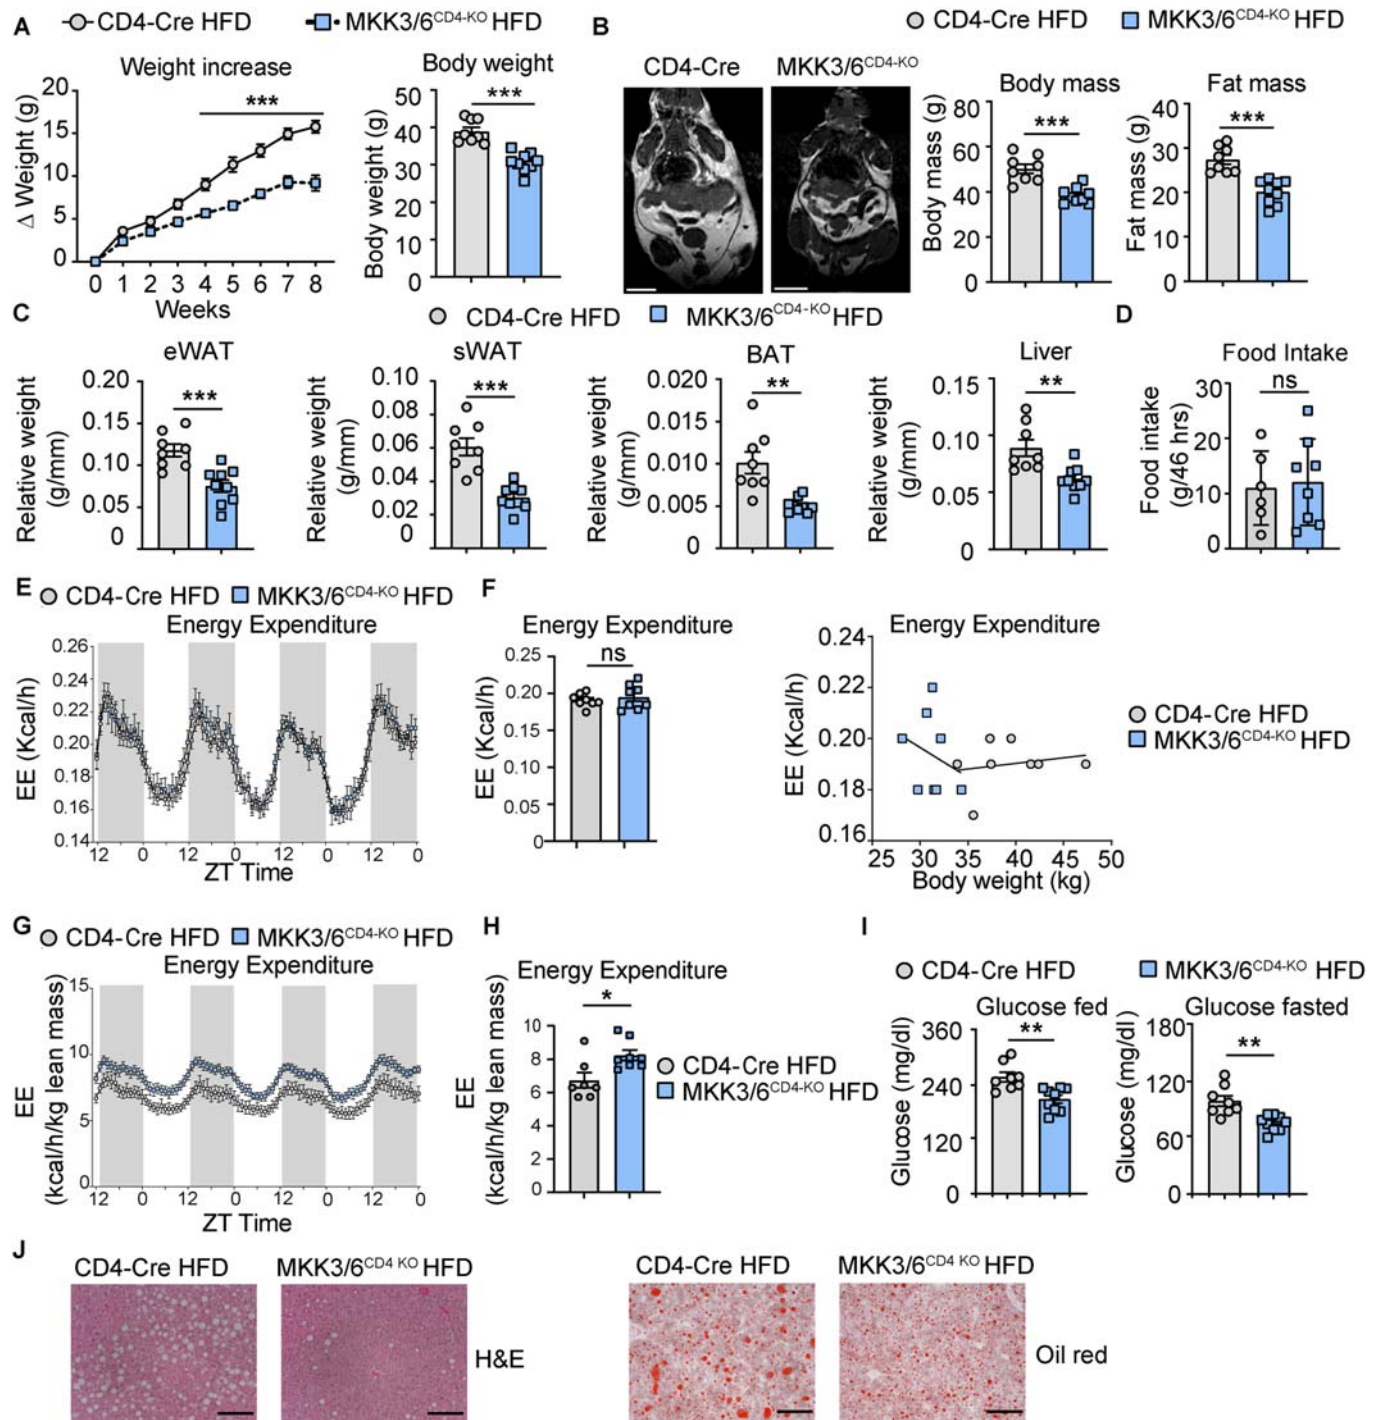 A
CD4-Cre HFD
MKK3/6CD4-KO HFD
Weight increase
***
Δ Weight (g)
20
15
10
5
0
0 1 2 3 4 5 6 7 8
Weeks
Body weight
***
Body weight (g)
50
40
30
20
10
0
B
CD4-Cre HFD
MKK3/6CD4-KO HFD
CD4-Cre
MKK3/6CD4-KO
Body mass
***
Body mass (g)
80
60
40
20
0
Fat mass
***
Fat mass (g)
40
30
20
10
0
C
CD4-Cre HFD
MKK3/6CD4-KO HFD
eWAT
***
Relative weight
(g/mm)
0.20
0.15
0.10
0.05
0
sWAT
***
Relative weight
(g/mm)
0.10
0.08
0.06
0.04
0.02
0
BAT
**
Relative weight
(g/mm)
0.020
0.015
0.010
0.005
0
Liver
**
Relative weight
(g/mm)
0.15
0.10
0.05
0
D
Food Intake
ns
Food intake
(g/46 hrs)
30
20
10
0
E
CD4-Cre HFD
MKK3/6CD4-KO HFD
Energy Expenditure
EE (Kcal/h)
0.26
0.24
0.22
0.20
0.18
0.16
0.14
12 0 12 0 12 0 12 0
ZT Time
F
Energy Expenditure
ns
EE (Kcal/h)
0.25
0.20
0.15
0.10
0.05
0
Energy Expenditure
EE (Kcal/h)
0.24
0.22
0.20
0.18
0.16
25 30 35 40 45 50
Body weight (kg)
CD4-Cre HFD
MKK3/6CD4-KO HFD
G
CD4-Cre HFD
MKK3/6CD4-KO HFD
Energy Expenditure
EE
(kcal/h/kg lean mass)
15
10
5
0
12 0 12 0 12 0 12 0
ZT Time
H
Energy Expenditure
*
EE
(kcal/h/kg lean mass)
10
8
6
4
2
0
CD4-Cre HFD
MKK3/6CD4-KO HFD
I
CD4-Cre HFD
MKK3/6CD4-KO HFD
Glucose fed
**
Glucose (mg/dl)
360
240
120
0
Glucose fasted
**
Glucose (mg/dl)
180
120
60
0
J
CD4-Cre HFD
MKK3/6CD4 KO HFD
H&E
CD4-Cre HFD
MKK3/6CD4 KO HFD
Oil red